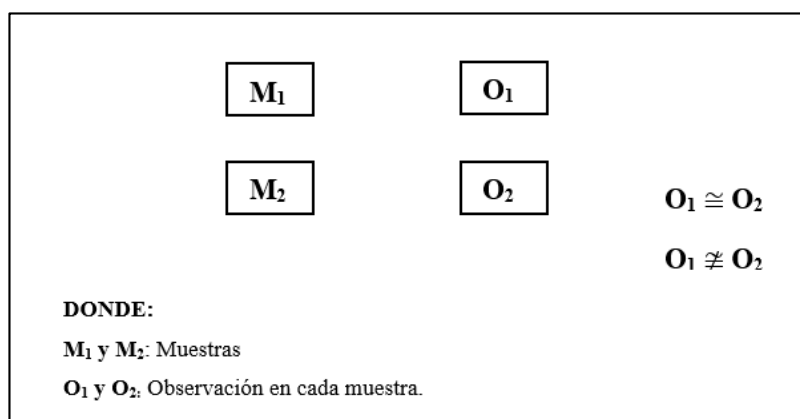 M₁ O₁
M₂ O₂
O₁ ≅ O₂
O₁ ≇ O₂
DONDE:
M₁ y M₂: Muestras
O₁ y O₂: Observación en cada muestra.